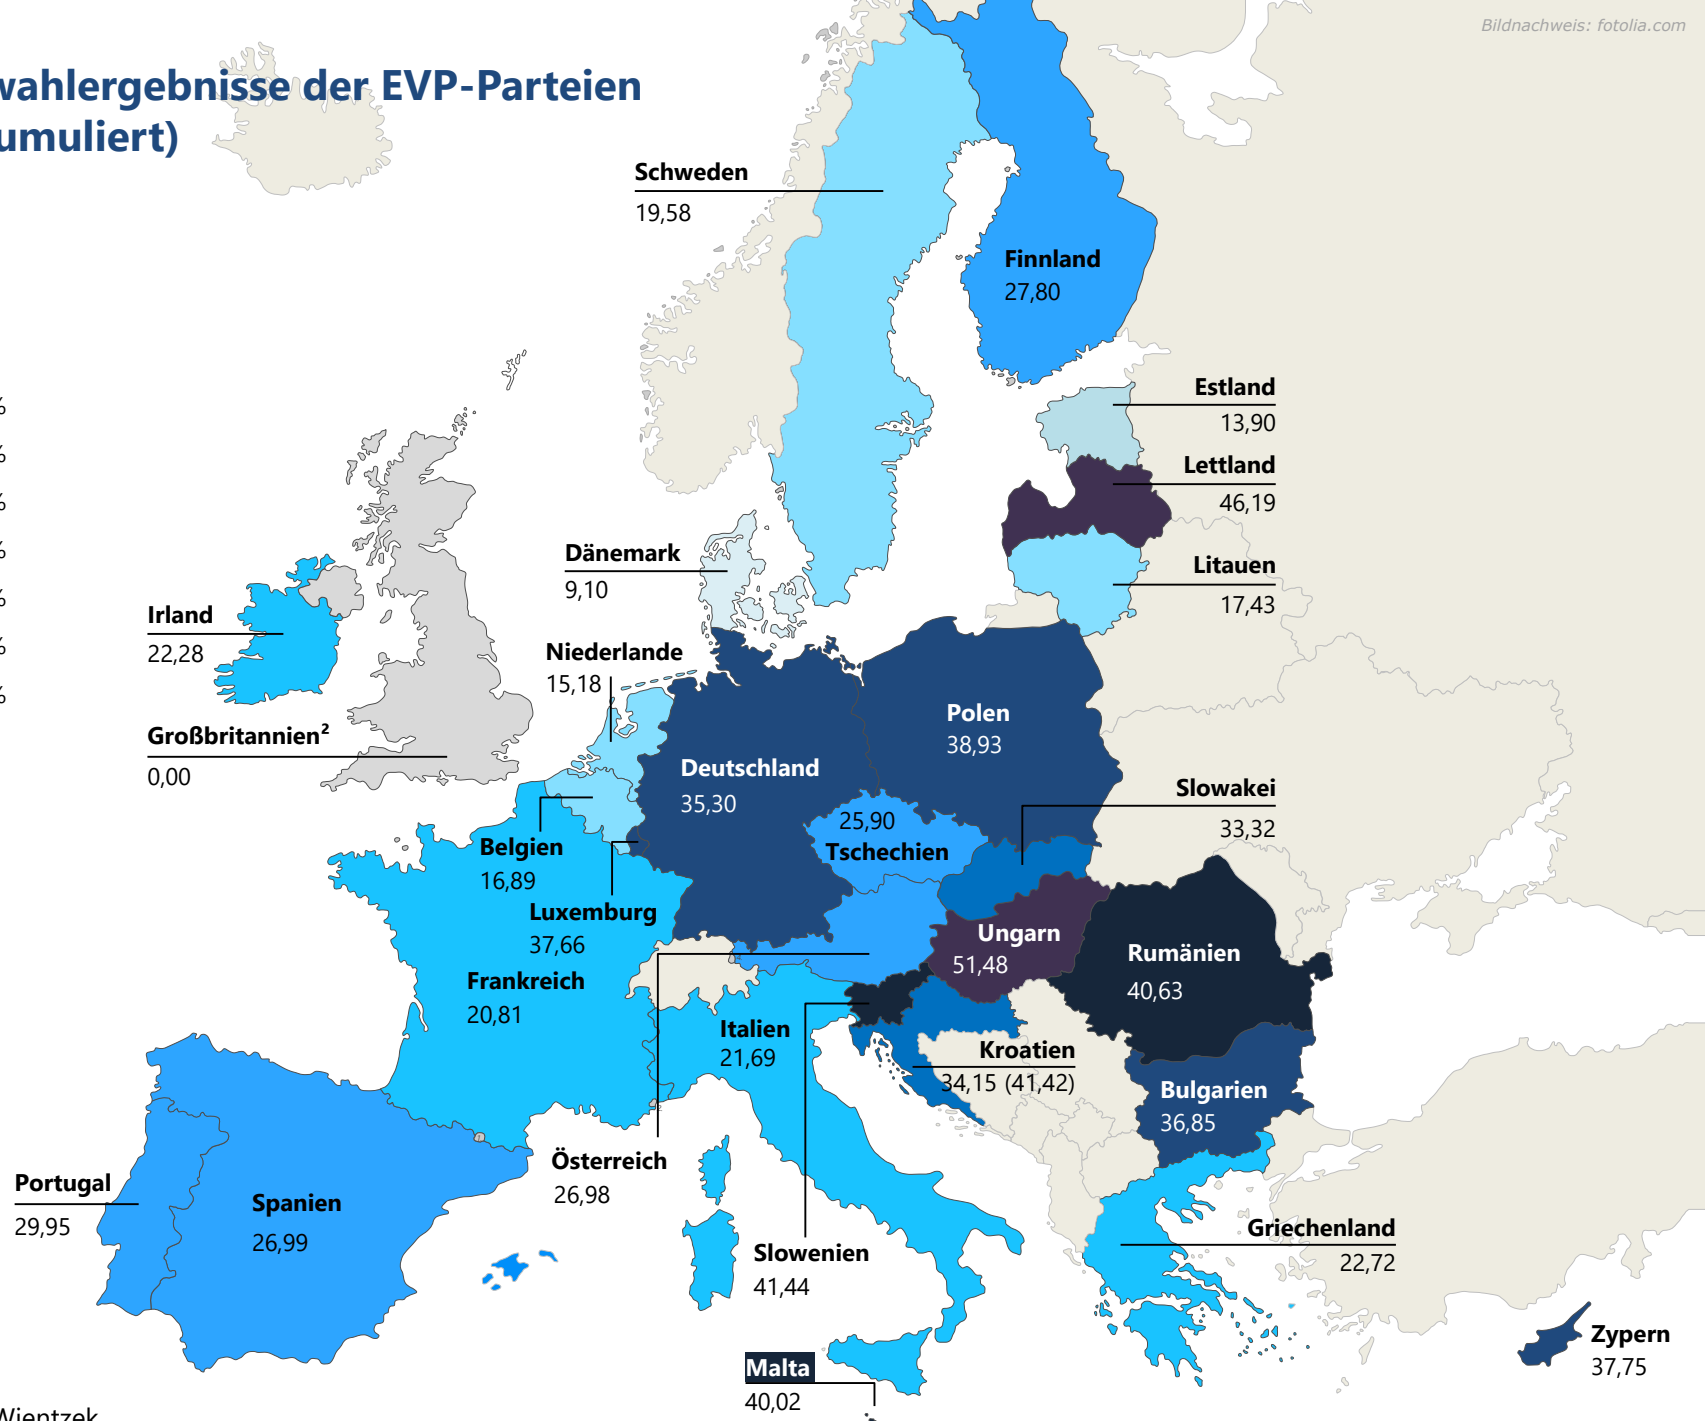 Bildnachweis: fotolia.com
wahlergebnisse der EVP-Parteien
umuliert)
Schweden
19,58
Finnland
27,80
%
%
%
%
%
%
%
Estland
13,90
Lettland
46,19
Litauen
17,43
Dänemark
9,10
Irland
22,28
Niederlande
15,18
Großbritannien²
0,00
Polen
38,93
Deutschland
35,30
Slowakei
33,32
25,90
Tschechien
Belgien
16,89
Luxemburg
37,66
Frankreich
20,81
Ungarn
51,48
Rumänien
40,63
Italien
21,69
Kroatien
34,15 (41,42)
Bulgarien
36,85
Österreich
26,98
Portugal
29,95
Spanien
26,99
Slowenien
41,44
Griechenland
22,72
Zypern
37,75
Malta
40,02
Wientzek